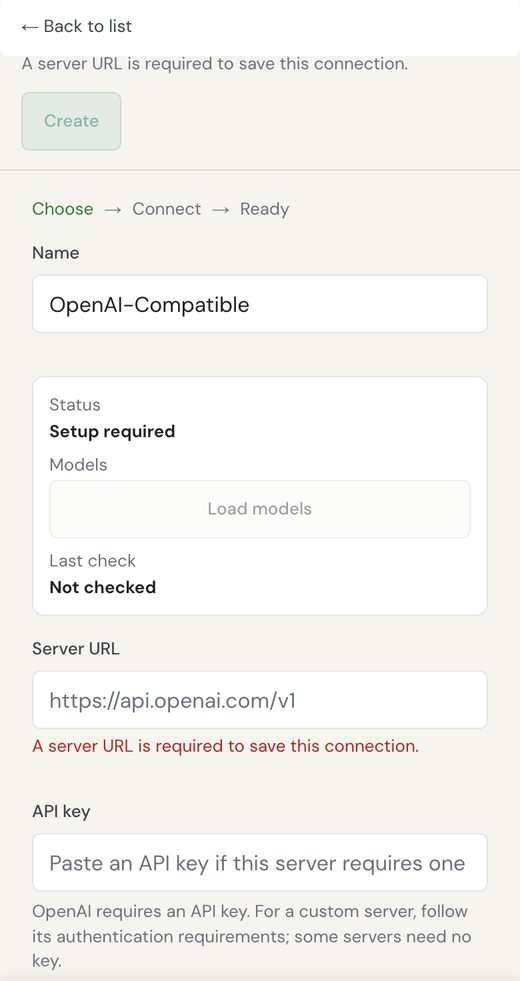 ← Back to list
A server URL is required to save this connection.
Create
Choose → Connect → Ready
Name
OpenAI-Compatible
Status
Setup required
Models
Load models
Last check
Not checked
Server URL
https://api.openai.com/v1
A server URL is required to save this connection.
API key
Paste an API key if this server requires one
OpenAI requires an API key. For a custom server, follow
its authentication requirements; some servers need no
key.